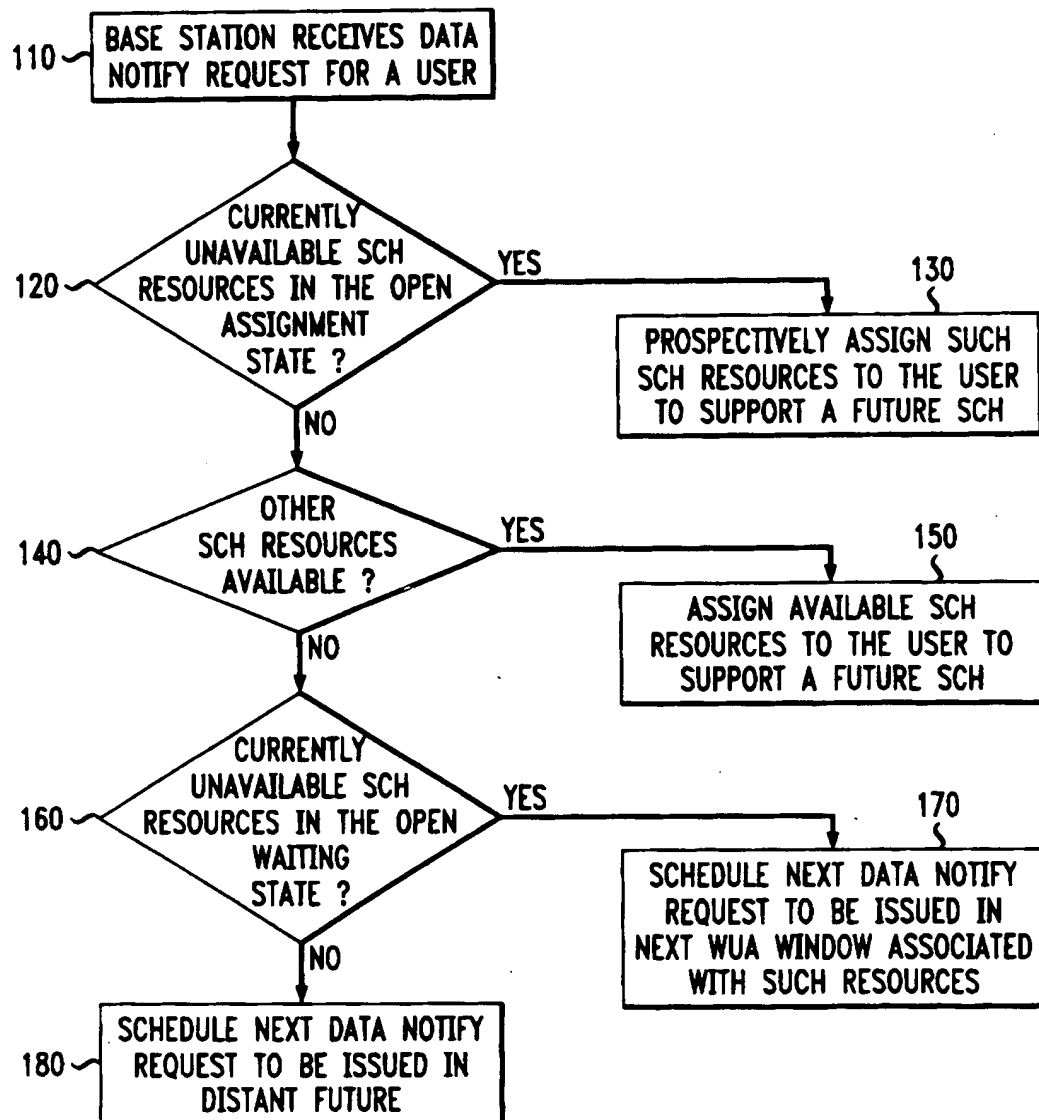 110
BASE STATION RECEIVES DATA
NOTIFY REQUEST FOR A USER
120
CURRENTLY
UNAVAILABLE SCH
RESOURCES IN THE OPEN
ASSIGNMENT
STATE ?
YES
130
PROSPECTIVELY ASSIGN SUCH
SCH RESOURCES TO THE USER
TO SUPPORT A FUTURE SCH
NO
140
OTHER
SCH RESOURCES
AVAILABLE ?
YES
150
ASSIGN AVAILABLE SCH
RESOURCES TO THE USER TO
SUPPORT A FUTURE SCH
NO
160
CURRENTLY
UNAVAILABLE SCH
RESOURCES IN THE OPEN
WAITING
STATE ?
YES
170
SCHEDULE NEXT DATA NOTIFY
REQUEST TO BE ISSUED IN
NEXT WUA WINDOW ASSOCIATED
WITH SUCH RESOURCES
NO
180
SCHEDULE NEXT DATA NOTIFY
REQUEST TO BE ISSUED IN
DISTANT FUTURE